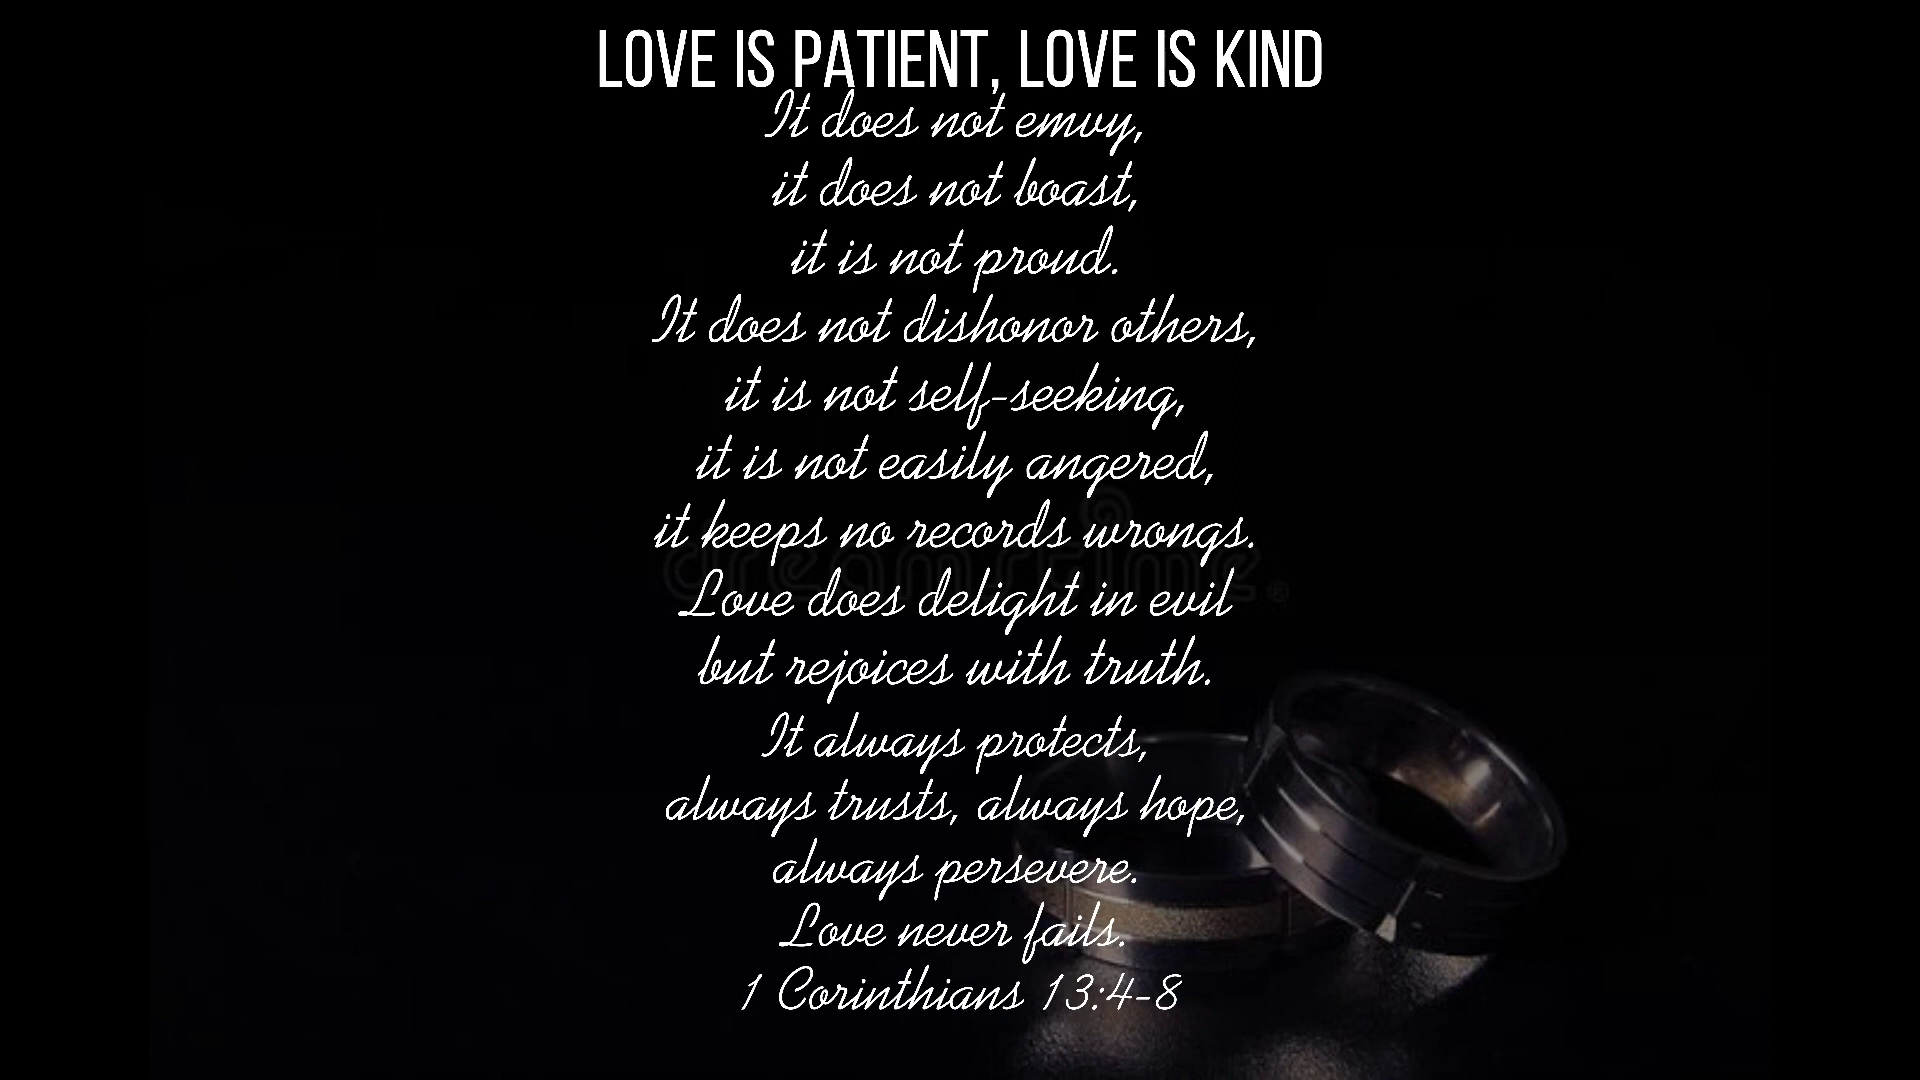 LOVE IS PATIENT, LOVE IS KIND
It does not emvy,
it does not boast,
it is not proud.
It does not dishonor others,
it is not self-seeking,
it is not easily angered,
it keeps no records wrongs.
dreamstime®
Love does delight in evil
but rejoices with truth.
It always protects,
always trusts, always hope,
always persevere.
Love never fails.
1 Corinthians 13:4-8